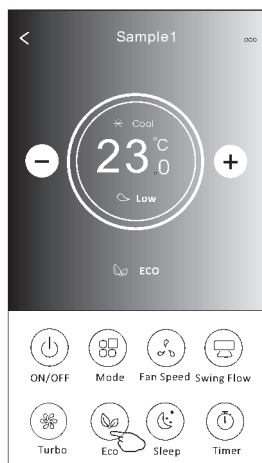 Sample1
Cool
23.0°C
Low
ECO
ON/OFF Mode Fan Speed Swing Flow
Turbo Eco Sleep Timer